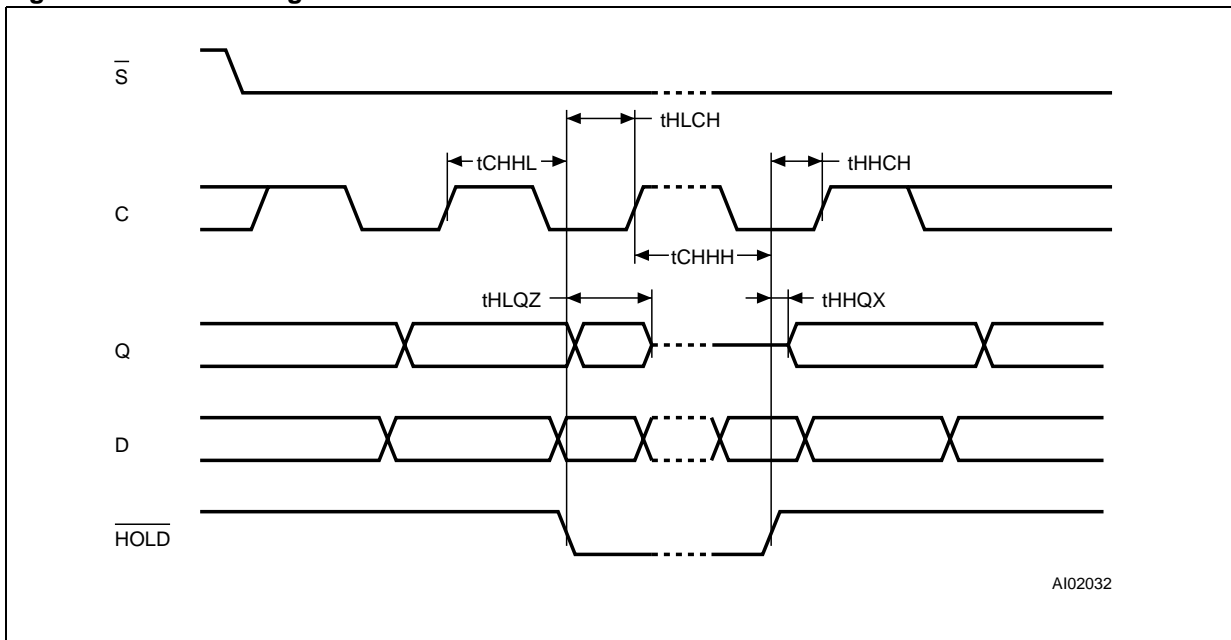 S
tHLCH
tCHHL
tHHCH
C
tCHHH
tHLQZ
tHHQX
Q
D
HOLD
AI02032